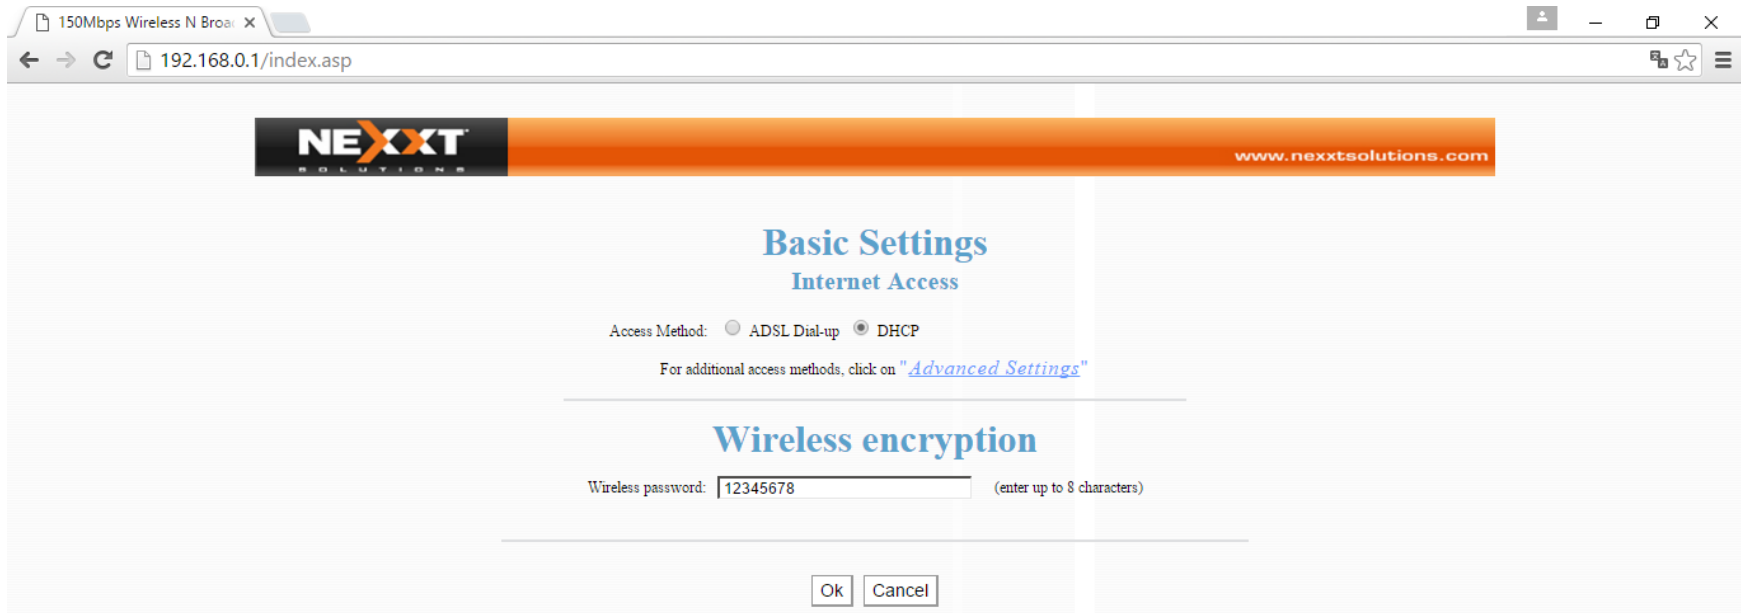 150Mbps Wireless N Broa
192.168.0.1/index.asp
NEXXT
SOLUTIONS
www.nexxtsolutions.com
Basic Settings
Internet Access
Access Method: ADSL Dial-up DHCP
For additional access methods, click on "Advanced Settings"
Wireless encryption
Wireless password: 12345678 (enter up to 8 characters)
Ok Cancel